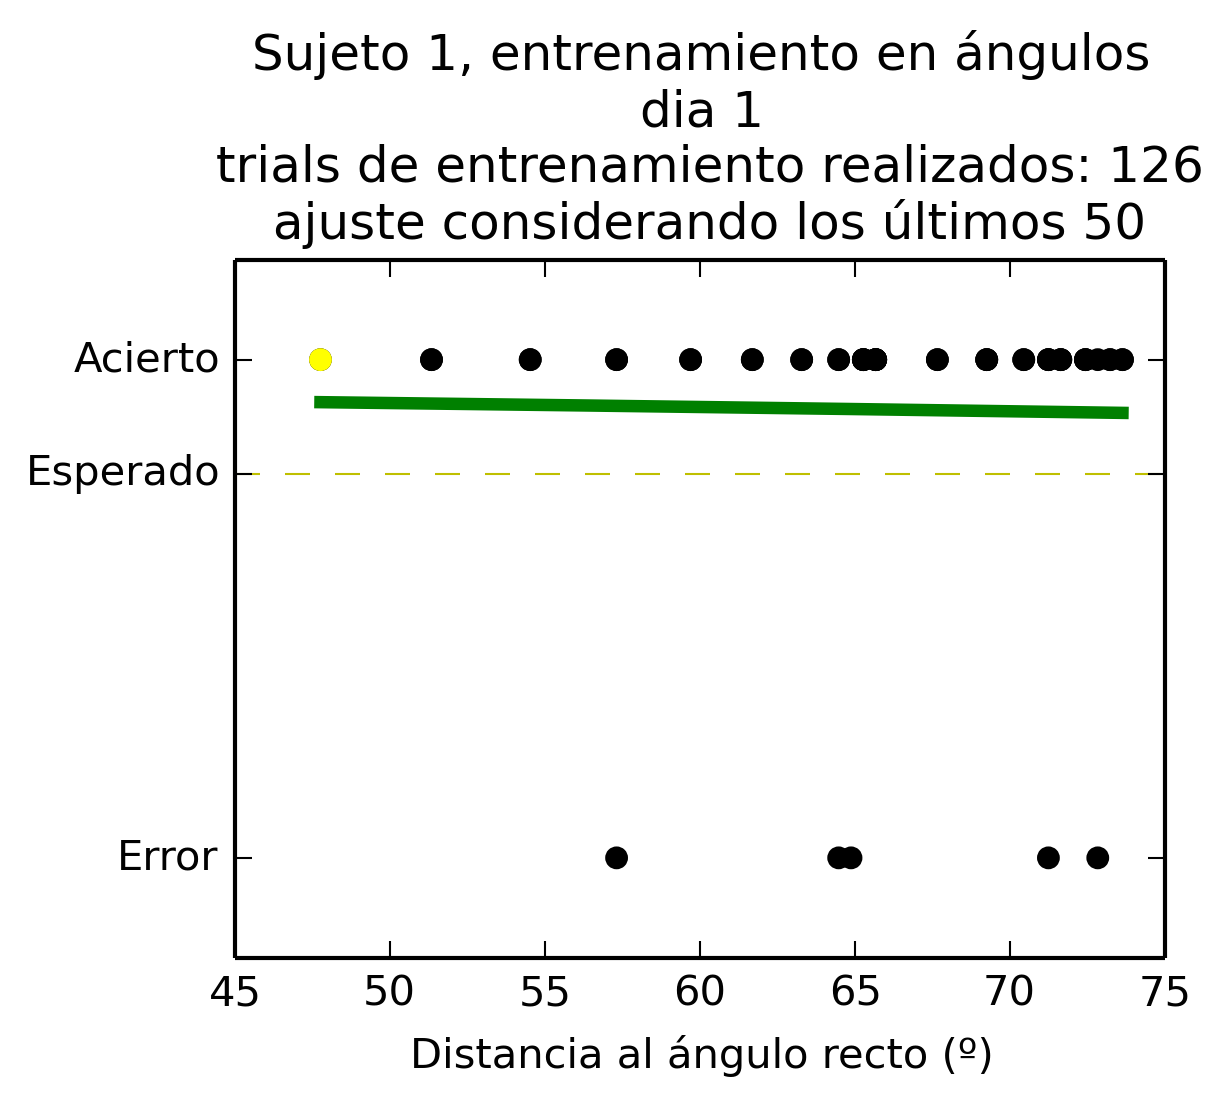 Sujeto 1, entrenamiento en ángulos
dia 1
trials de entrenamiento realizados: 126
ajuste considerando los últimos 50
Acierto
Esperado
Error
45 50 55 60 65 70 75
Distancia al ángulo recto (º)